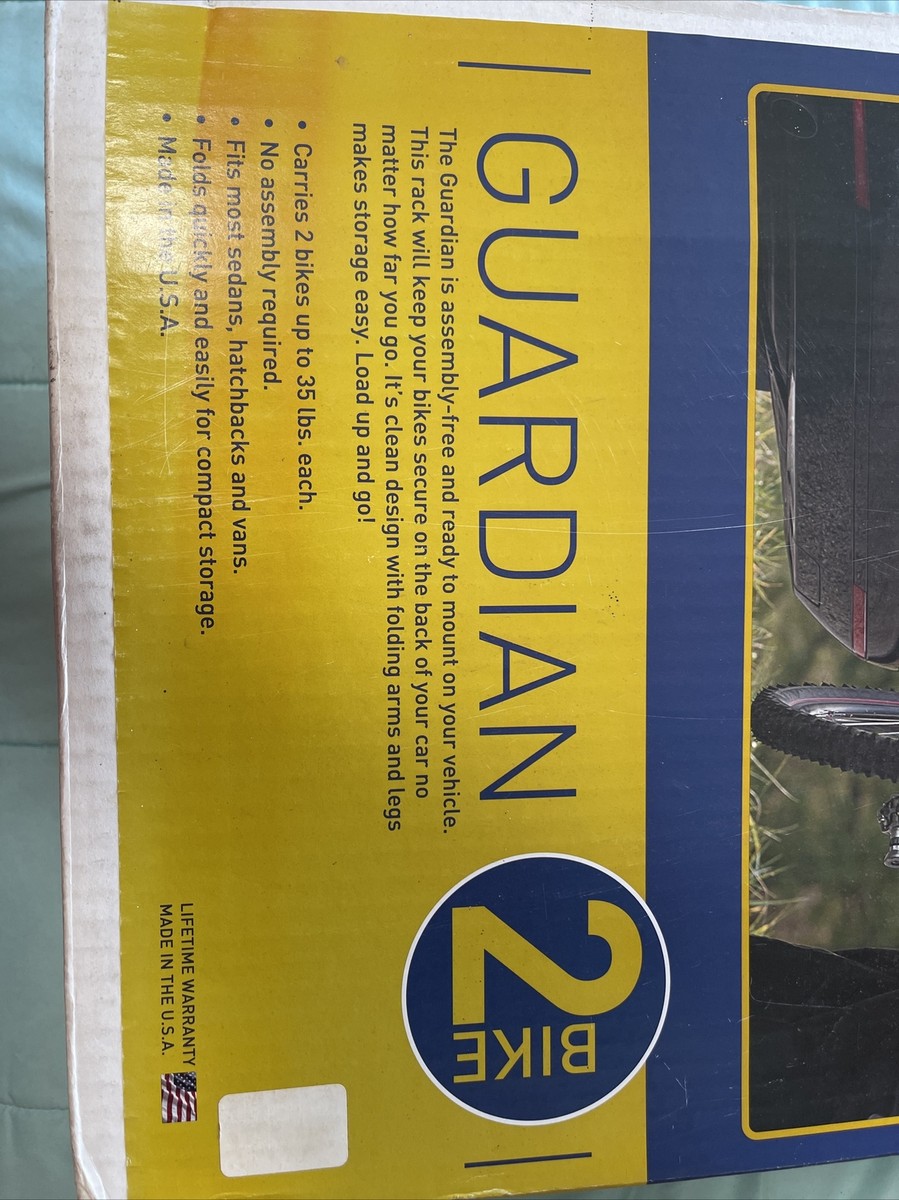 GUARDIAN
2
BIKE
The Guardian is assembly-free and ready to mount on your vehicle.
This rack will keep your bikes secure on the back of your car no
matter how far you go. It's clean design with folding arms and legs
makes storage easy. Load up and go!
• Carries 2 bikes up to 35 lbs. each.
• No assembly required.
• Fits most sedans, hatchbacks and vans.
• Folds quickly and easily for compact storage.
• Made in the U.S.A.
LIFETIME WARRANTY
MADE IN THE U.S.A.